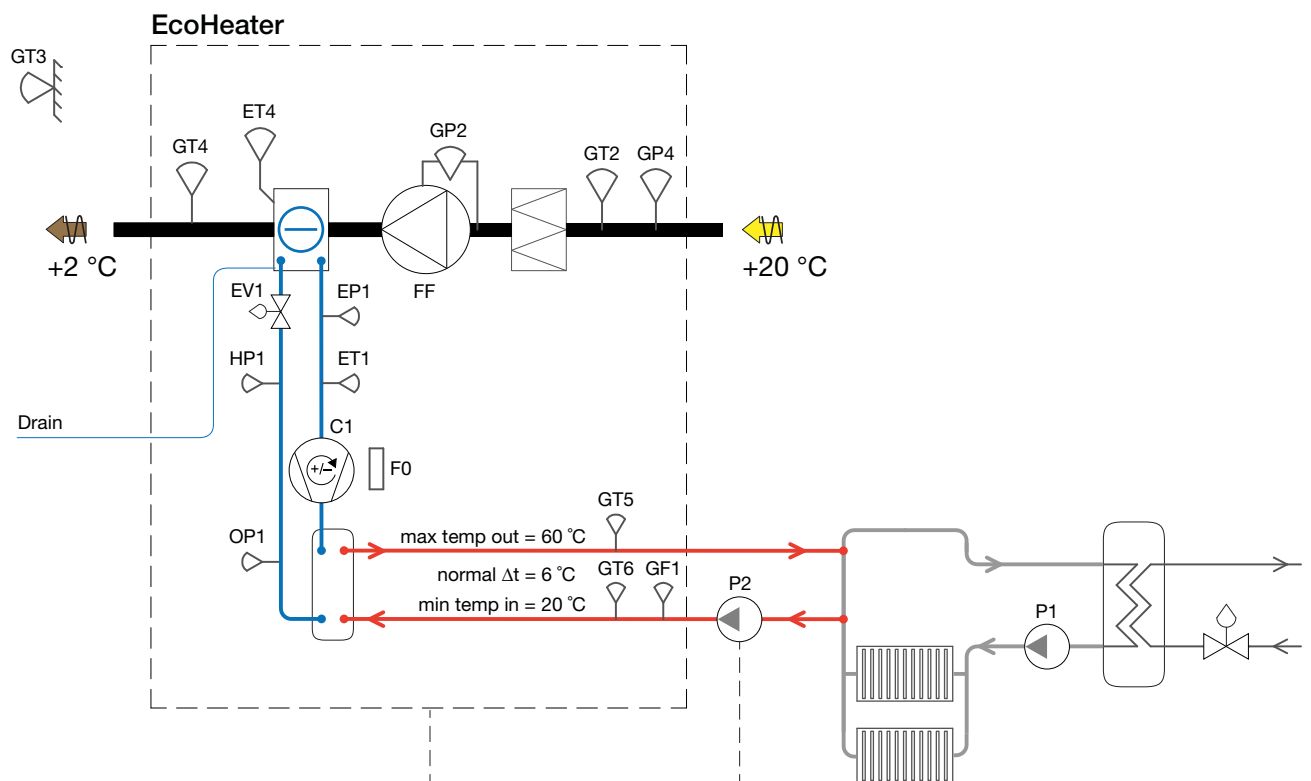 EcoHeater
GT3
ET4
GT4
GP2
GT2
GP4
+2 °C
+20 °C
FF
EV1
EP1
HP1
ET1
Drain
C1
+/–
F0
GT5
OP1
max temp out = 60 °C
normal Δt = 6 °C
GT6
GF1
P2
min temp in = 20 °C
P1